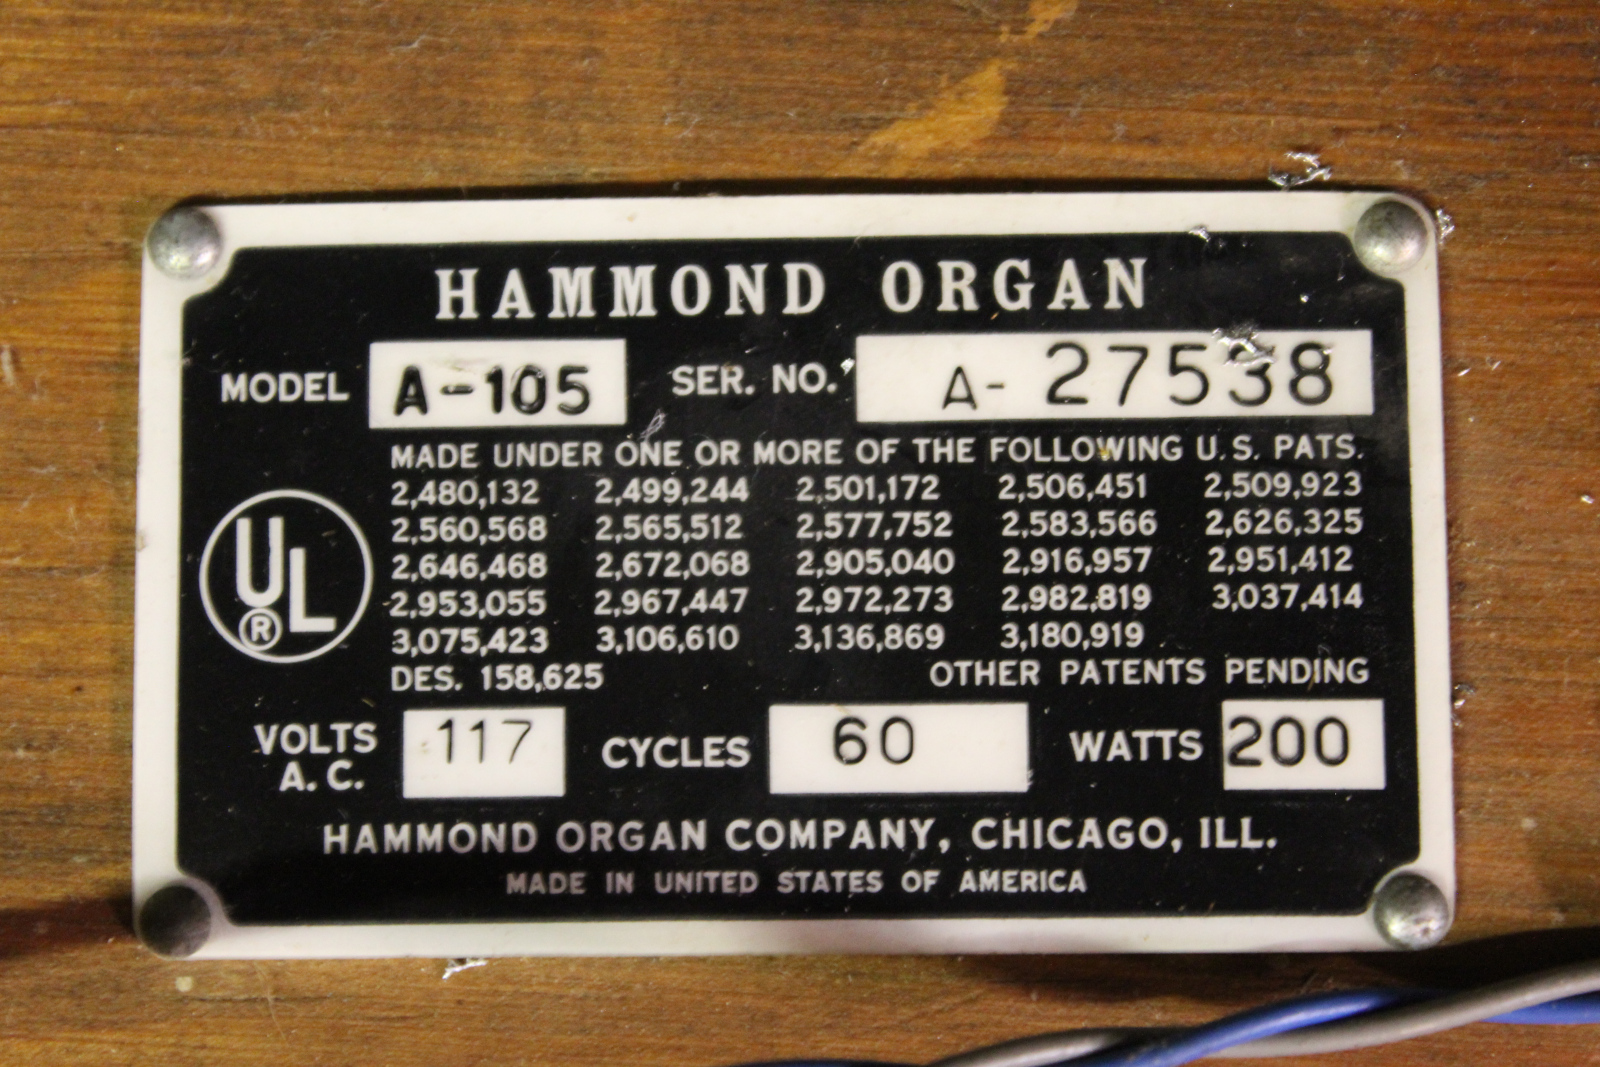 HAMMOND ORGAN
MODEL A-105 SER. NO. A- 27538
MADE UNDER ONE OR MORE OF THE FOLLOWING U.S. PATS.
2,480,132 2,499,244 2,501,172 2,506,451 2,509,923
2,560,568 2,565,512 2,577,752 2,583,566 2,626,325
2,646,468 2,672,068 2,905,040 2,916,957 2,951,412
2,953,055 2,967,447 2,972,273 2,982,819 3,037,414
3,075,423 3,106,610 3,136,869 3,180,919
DES. 158,625 OTHER PATENTS PENDING
UL
®
VOLTS A. C. 117 CYCLES 60 WATTS 200
HAMMOND ORGAN COMPANY, CHICAGO, ILL.
MADE IN UNITED STATES OF AMERICA